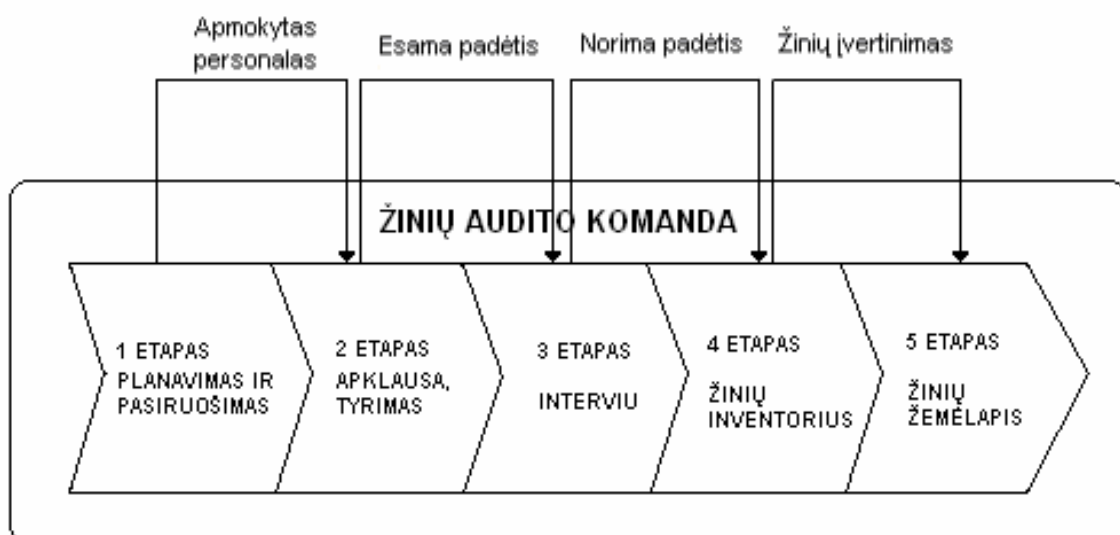 Apmokytas
personalas
Esama padėtis
Norima padėtis
Žinių įvertinimas
ŽINIŲ AUDITO KOMANDA
1 ETAPAS
PLANAVIMAS IR
PASIRUOŠIMAS
2 ETAPAS
APKLAUSA,
TYRIMAS
3 ETAPAS
INTERVIU
4 ETAPAS
ŽINIŲ
INVENTORIUS
5 ETAPAS
ŽINIŲ
ŽEMĖLAPIS